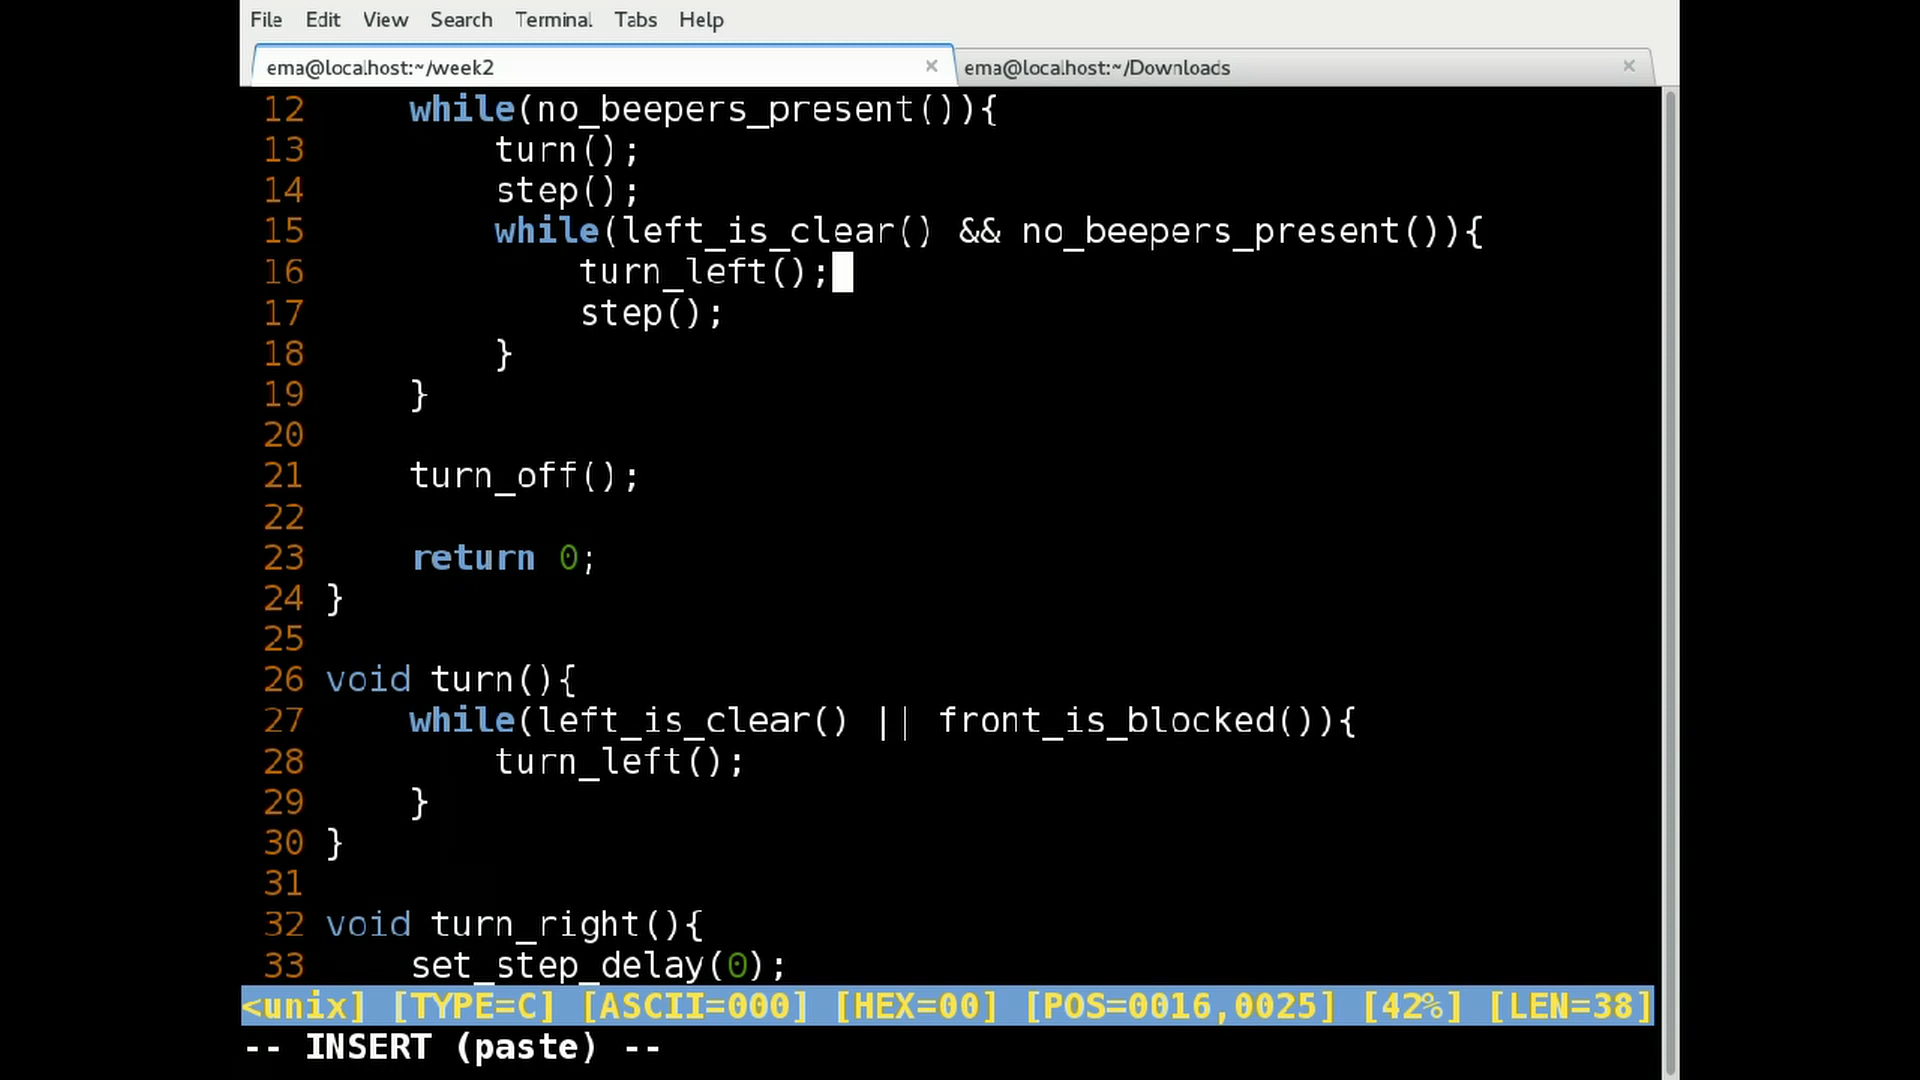 File Edit View Search Terminal Tabs Help
ema@localhost:~/week2 × ema@localhost:~/Downloads ×
12 while(no_beepers_present()){
13 turn();
14 step();
15 while(left_is_clear() && no_beepers_present()){
16 turn_left();
17 step();
18 }
19 }
20
21 turn_off();
22
23 return 0;
24 }
25
26 void turn(){
27 while(left_is_clear() || front_is_blocked()){
28 turn_left();
29 }
30 }
31
32 void turn_right(){
33 set_step_delay(0);
<unix] [TYPE=C] [ASCII=000] [HEX=00] [POS=0016,0025] [42%] [LEN=38]
-- INSERT (paste) --